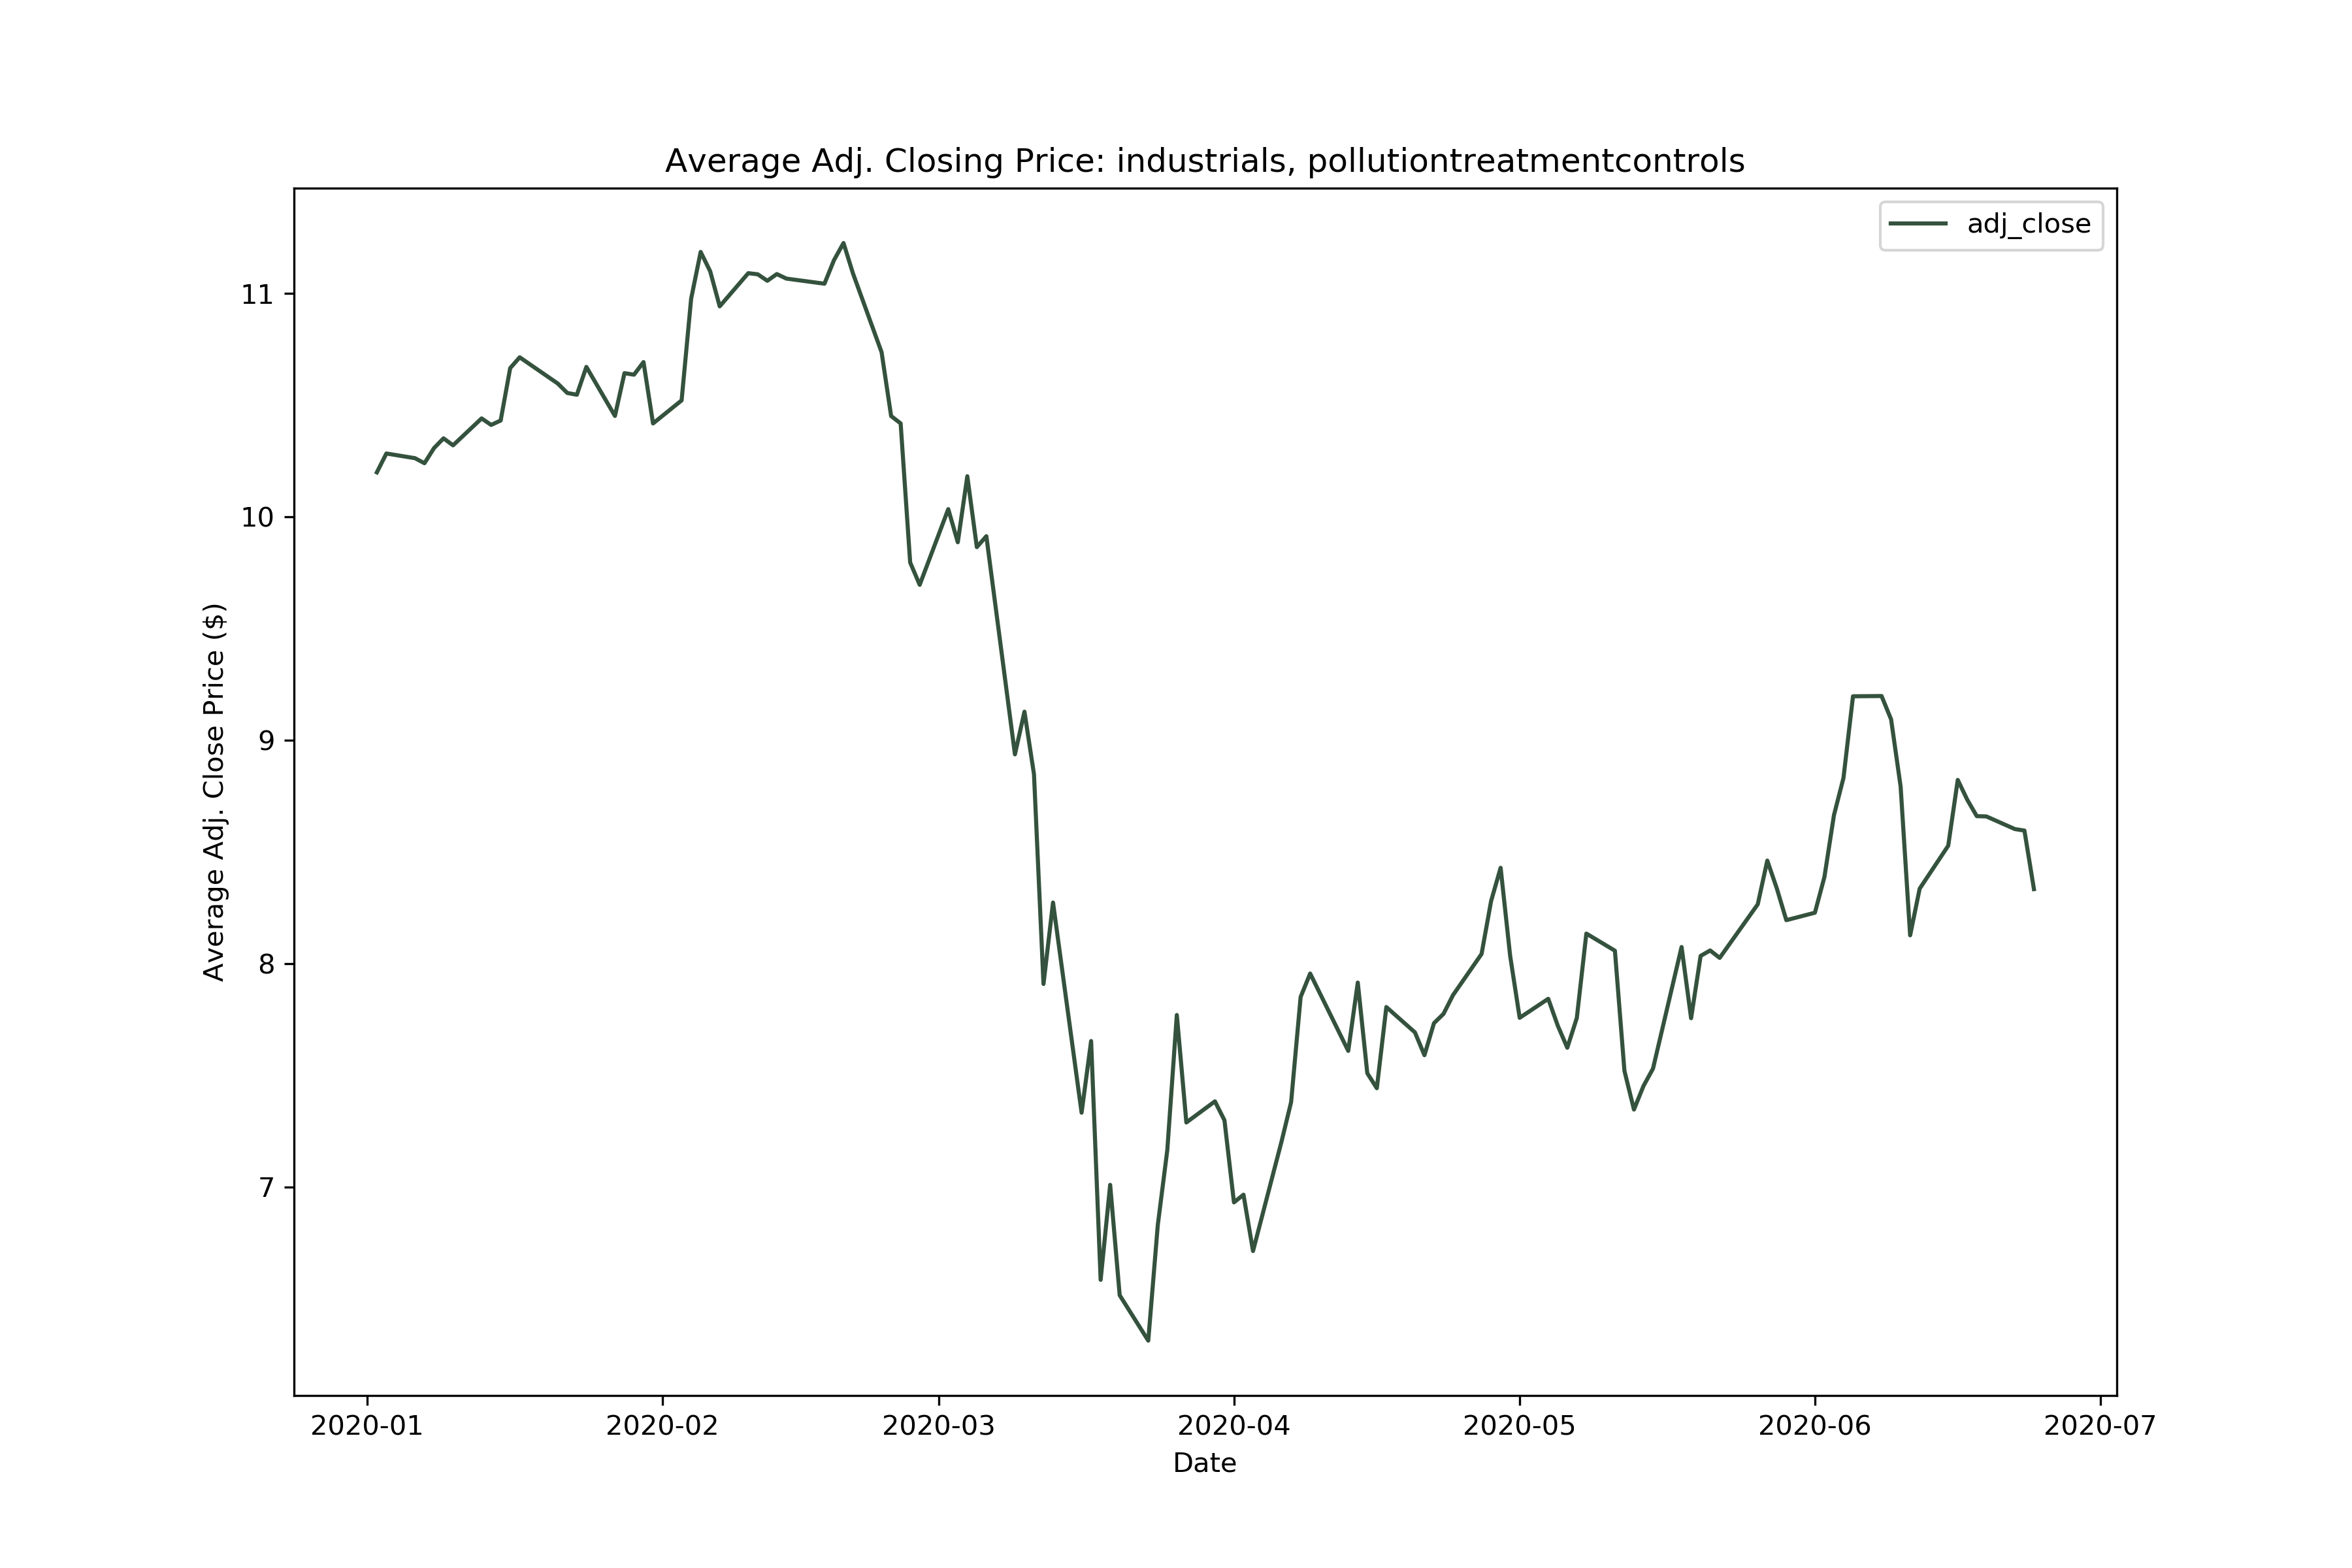 Average Adj. Closing Price: industrials, pollutiontreatmentcontrols
adj_close
11
10
9
8
7
Average Adj. Close Price ($)
2020-01 2020-02 2020-03 2020-04 2020-05 2020-06 2020-07
Date